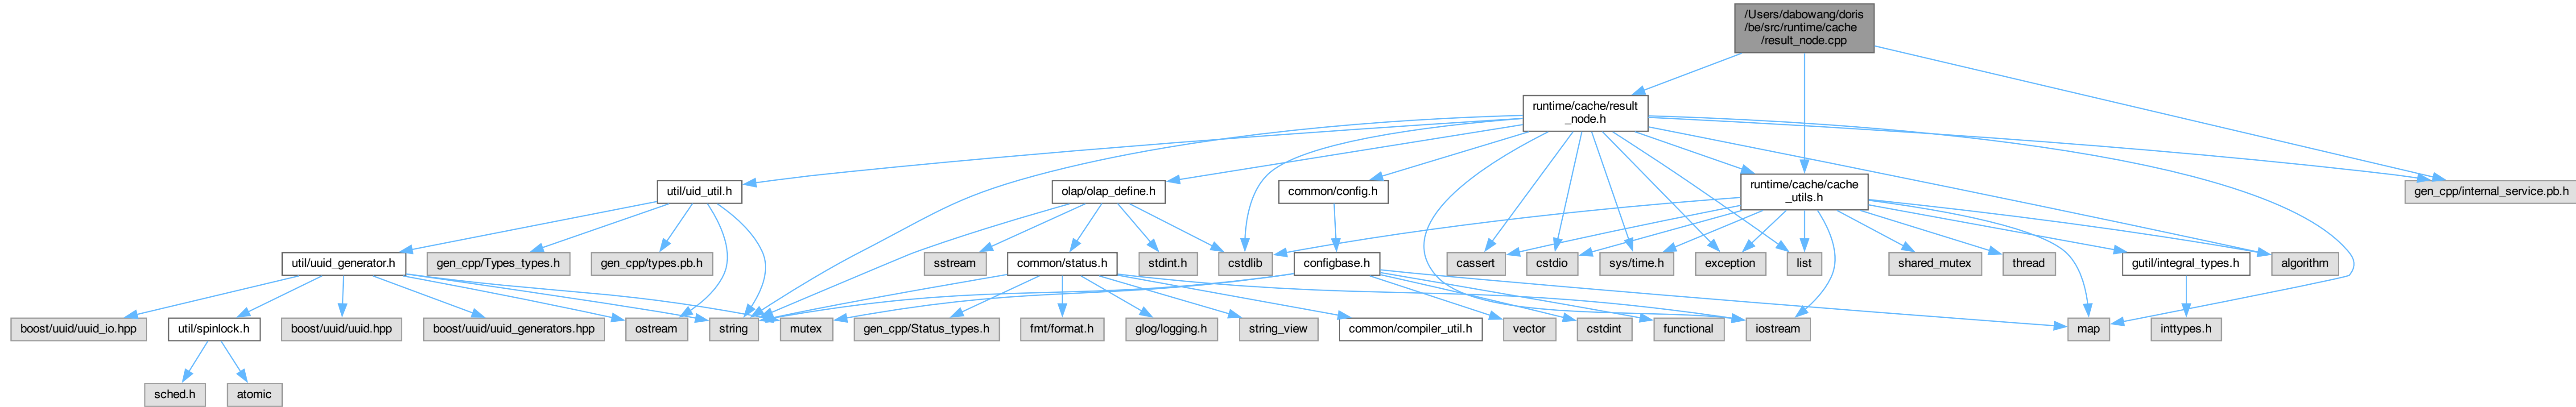 /Users/dabowang/doris
/be/src/runtime/cache
/result_node.cpp
runtime/cache/result
_node.h
util/uid_util.h
olap/olap_define.h
common/config.h
runtime/cache/cache
_utils.h
gen_cpp/internal_service.pb.h
util/uuid_generator.h
gen_cpp/Types_types.h
gen_cpp/types.pb.h
sstream
common/status.h
stdint.h
cstdlib
configbase.h
cassert
cstdio
sys/time.h
exception
list
shared_mutex
thread
gutil/integral_types.h
algorithm
boost/uuid/uuid_io.hpp
util/spinlock.h
boost/uuid/uuid.hpp
boost/uuid/uuid_generators.hpp
ostream
string
mutex
gen_cpp/Status_types.h
fmt/format.h
glog/logging.h
string_view
common/compiler_util.h
vector
cstdint
functional
iostream
map
inttypes.h
sched.h
atomic